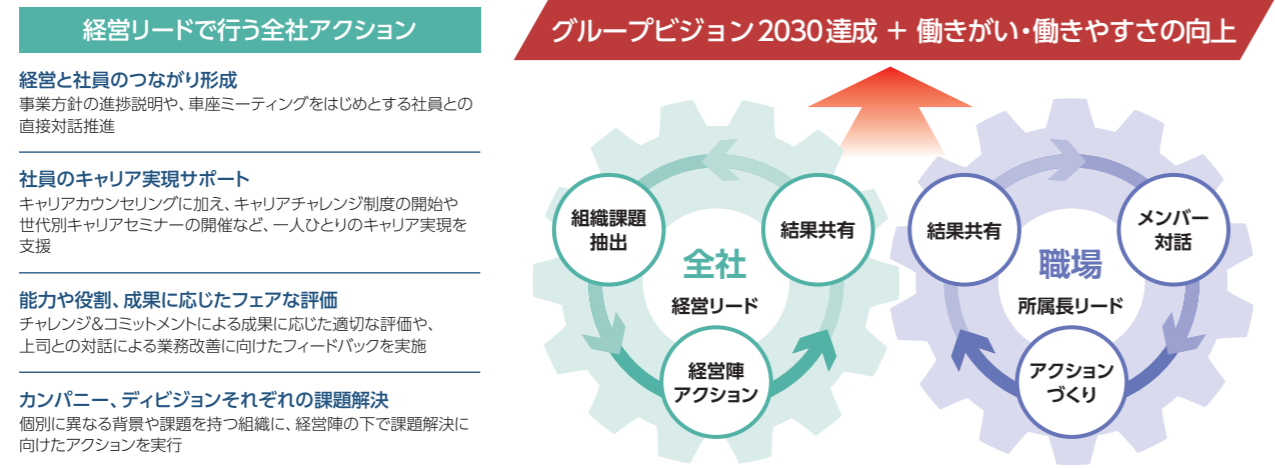 経営リードで行う全社アクション
経営と社員のつながり形成
事業方針の進捗説明や、車座ミーティングをはじめとする社員との
直接対話推進
社員のキャリア実現サポート
キャリアカウンセリングに加え、キャリアチャレンジ制度の開始や
世代別キャリアセミナーの開催など、一人ひとりのキャリア実現を
支援
能力や役割、成果に応じたフェアな評価
チャレンジ&コミットメントによる成果に応じた適切な評価や、
上司との対話による業務改善に向けたフィードバックを実施
カンパニー、ディビジョンそれぞれの課題解決
個別に異なる背景や課題を持つ組織に、経営陣の下で課題解決に
向けたアクションを実行
グループビジョン2030達成 + 働きがい・働きやすさの向上
組織課題
抽出
結果共有
全社
経営リード
経営陣
アクション
結果共有
メンバー
対話
職場
所属長リード
アクション
づくり